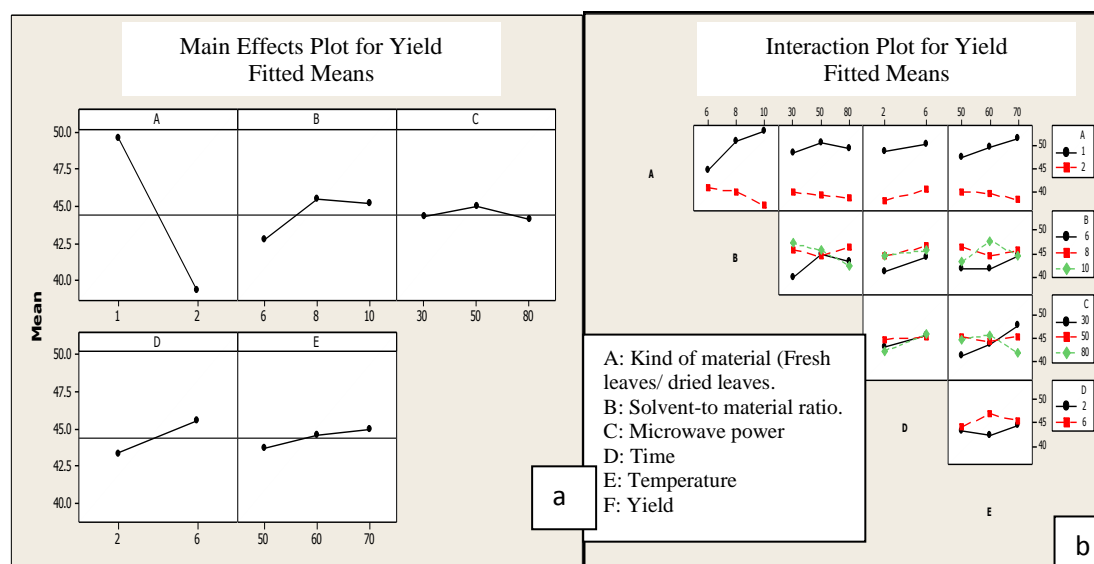 Main Effects Plot for Yield
Fitted Means
A B C
50.0
47.5
45.0
42.5
40.0
1 2 6 8 10 30 50 80
D E
50.0
47.5
45.0
42.5
40.0
2 6 50 60 70
Mean
a
Interaction Plot for Yield
Fitted Means
6 8 10 30 50 80 2 6 50 60 70
A
50
45
40
A
1
2
B
50
45
40
B
6
8
10
50
45
40
C
30
50
80
D
50
45
40
D
2
6
E
A: Kind of material (Fresh
leaves/ dried leaves.
B: Solvent-to material ratio.
C: Microwave power
D: Time
E: Temperature
F: Yield
b